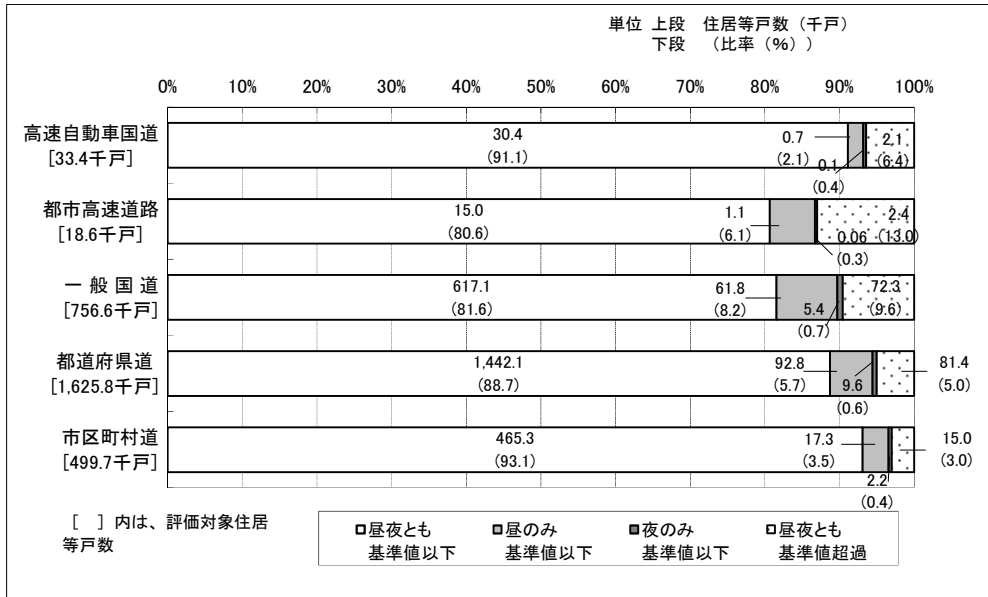 単位 上段 住居等戸数（千戸）
下段 （比率（%））
0% 10% 20% 30% 40% 50% 60% 70% 80% 90% 100%
高速自動車国道
[33.4千戸]
30.4
(91.1)
0.7
(2.1)
0.1
(0.4)
2.1
(6.4)
都市高速道路
[18.6千戸]
15.0
(80.6)
1.1
(6.1)
0.06
(0.3)
2.4
(13.0)
一 般 国 道
[756.6千戸]
617.1
(81.6)
61.8
(8.2)
5.4
(0.7)
72.3
(9.6)
都道府県道
[1,625.8千戸]
1,442.1
(88.7)
92.8
(5.7)
9.6
(0.6)
81.4
(5.0)
市区町村道
[499.7千戸]
465.3
(93.1)
17.3
(3.5)
2.2
(0.4)
15.0
(3.0)
［ ］内は、評価対象住居
等戸数
昼夜とも
基準値以下
昼のみ
基準値以下
夜のみ
基準値以下
昼夜とも
基準値超過